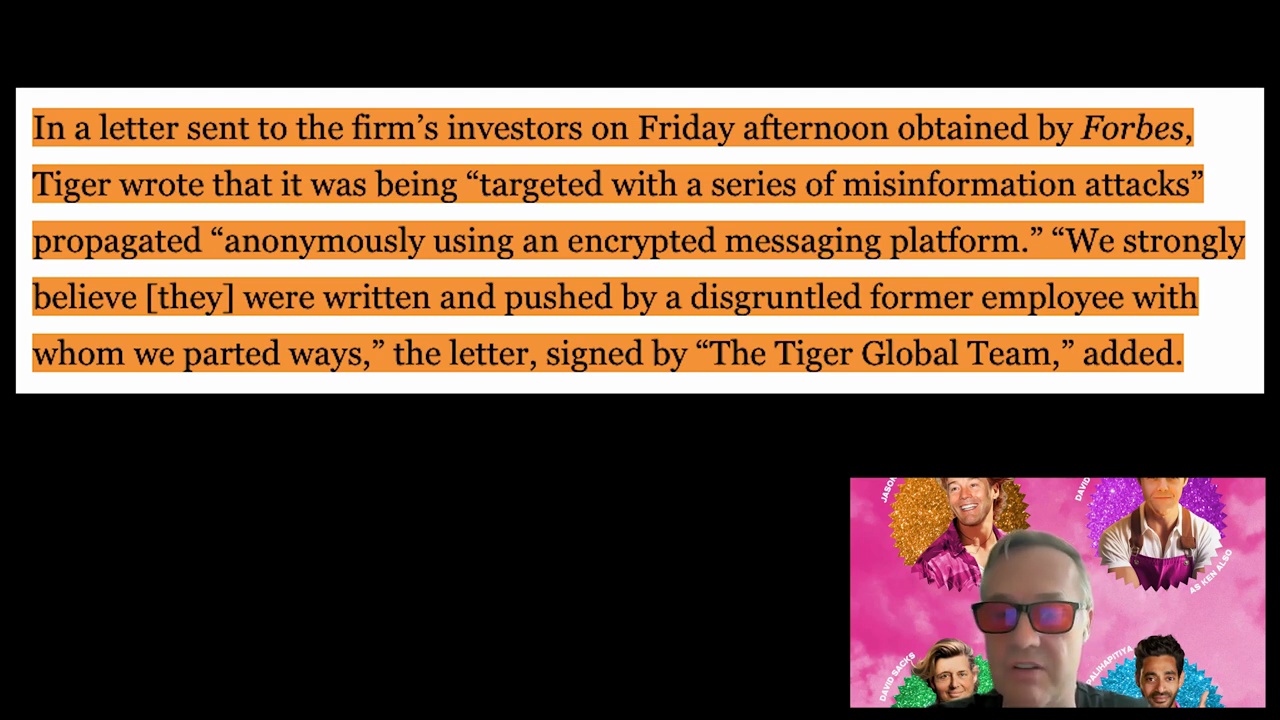 In a letter sent to the firm’s investors on Friday afternoon obtained by Forbes,
Tiger wrote that it was being “targeted with a series of misinformation attacks”
propagated “anonymously using an encrypted messaging platform.” “We strongly
believe [they] were written and pushed by a disgruntled former employee with
whom we parted ways,” the letter, signed by “The Tiger Global Team,” added.
JASON
DAVID
AS KEN ALSO
DAVID SACKS
PALIHAPITIYA